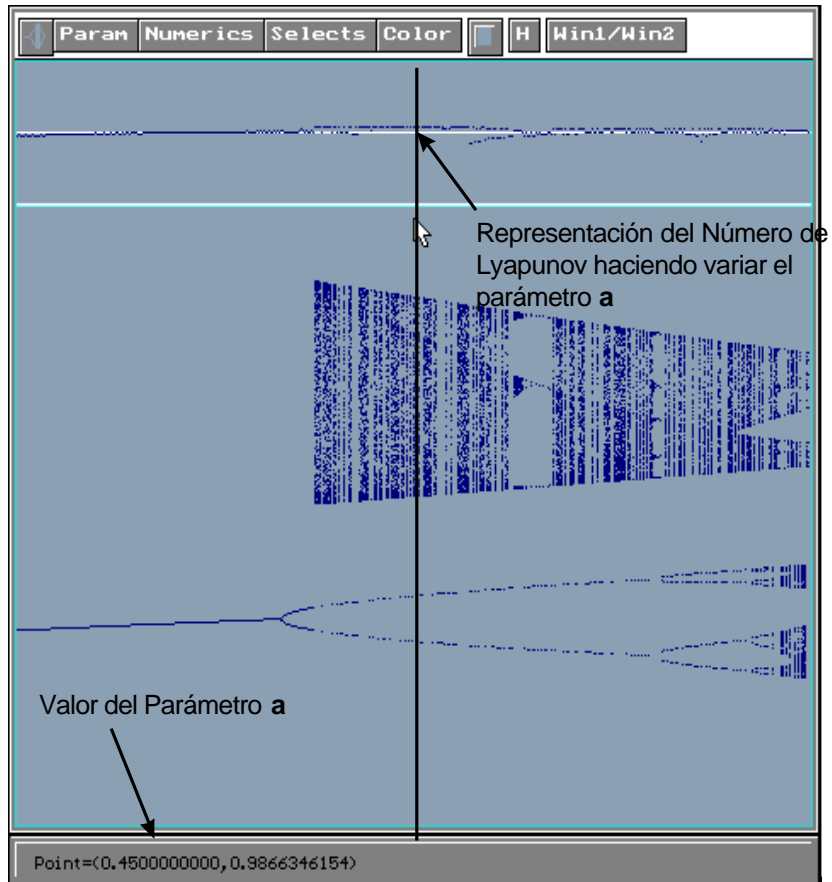 Param Numerics Selects Color H Win1/Win2
Representación del Número de
Lyapunov haciendo variar el
parámetro a
Valor del Parámetro a
Point=(0.4500000000,0.9866346154)